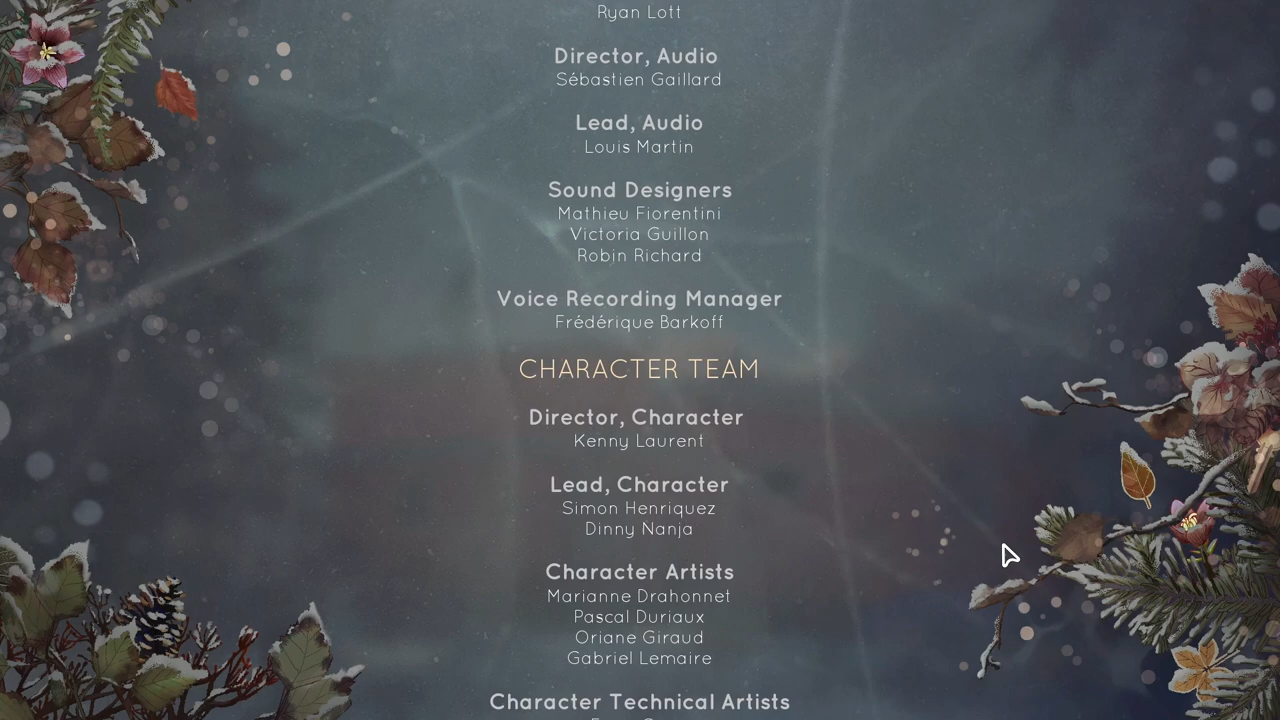 Ryan Lott
Director, Audio
Sébastien Gaillard
Lead, Audio
Louis Martin
Sound Designers
Mathieu Fiorentini
Victoria Guillon
Robin Richard
Voice Recording Manager
Frédérique Barkoff
CHARACTER TEAM
Director, Character
Kenny Laurent
Lead, Character
Simon Henriquez
Dinny Nanja
Character Artists
Marianne Drahonnet
Pascal Duriaux
Oriane Giraud
Gabriel Lemaire
Character Technical Artists